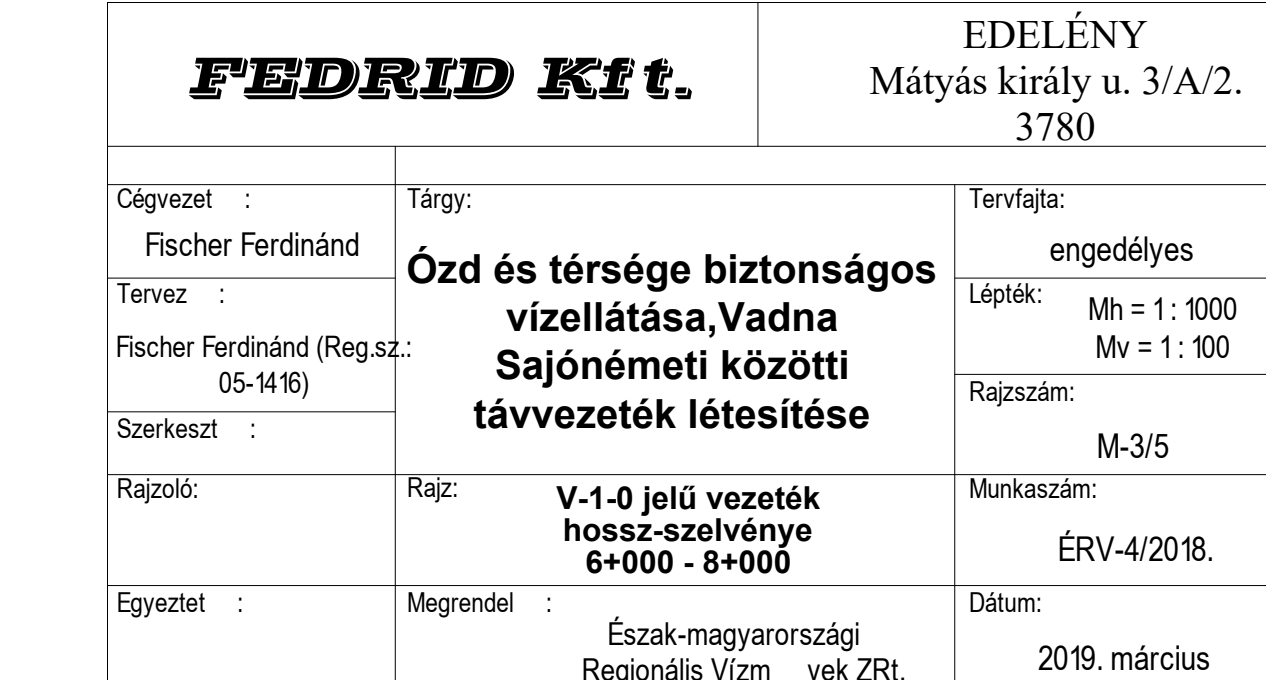 FEDRID Kft.
EDELÉNY
Mátyás király u. 3/A/2.
3780
Cégvezet :
Fischer Ferdinánd
Tárgy:
Ózd és térsége biztonságos
vízellátása,Vadna
Sajónémeti közötti
távvezeték létesítése
Tervfajta:
engedélyes
Tervez :
Fischer Ferdinánd (Reg.sz.:
05-1416)
Lépték:
Mh = 1 : 1000
Mv = 1 : 100
Szerkeszt :
Rajzszám:
M-3/5
Rajzoló:
Rajz:
V-1-0 jelű vezeték
hossz-szelvénye
6+000 - 8+000
Munkaszám:
ÉRV-4/2018.
Egyeztet :
Megrendel :
Észak-magyarországi
Regionális Vízm vek ZRt.
Dátum:
2019. március